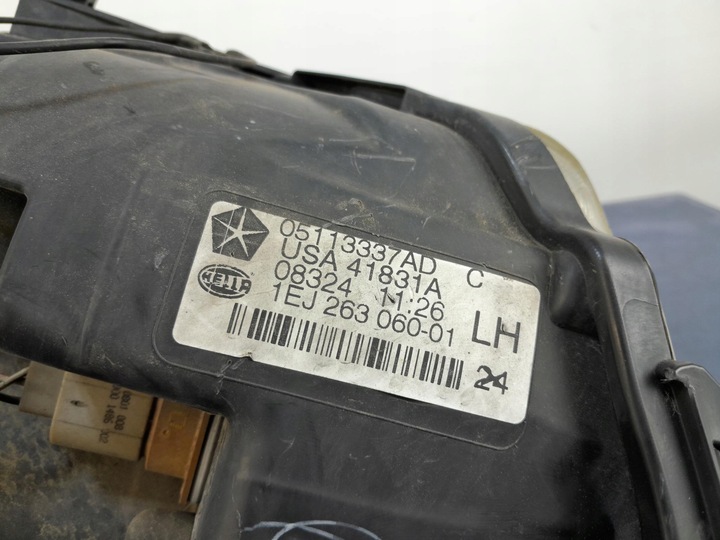 05113337AD C
USA 41831A
08324 11:26
HELLA
1EJ 263 060-01
LH
24